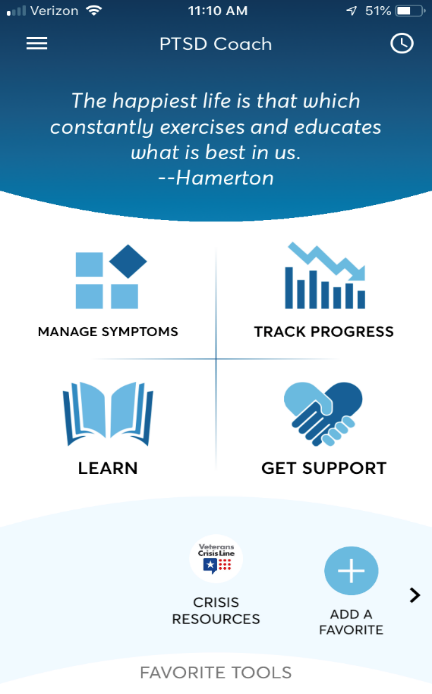 Verizon 11:10 AM 51%
PTSD Coach
The happiest life is that which
constantly exercises and educates
what is best in us.
--Hamerton
MANAGE SYMPTOMS
TRACK PROGRESS
LEARN
GET SUPPORT
Veterans
Crisis Line
CRISIS
RESOURCES
ADD A
FAVORITE
FAVORITE TOOLS